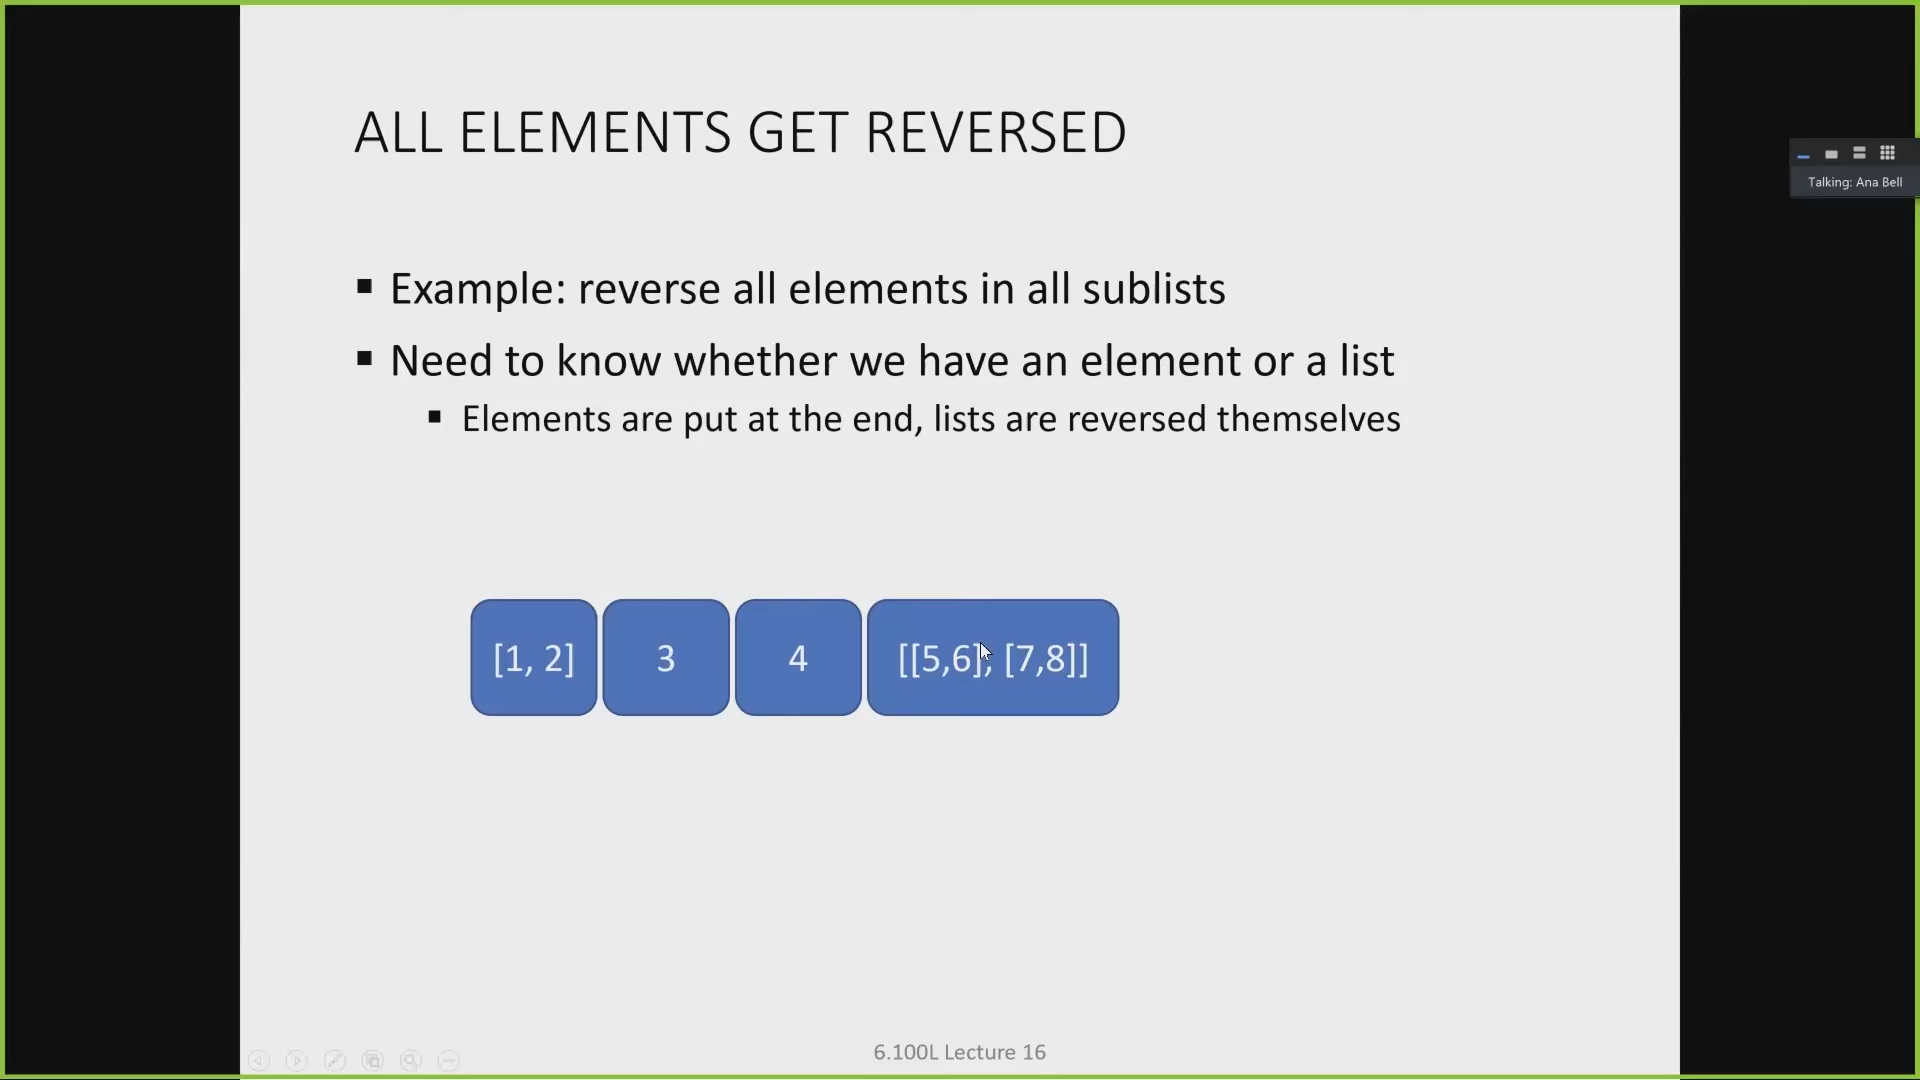 ALL ELEMENTS GET REVERSED
Talking: Ana Bell
Example: reverse all elements in all sublists
Need to know whether we have an element or a list
Elements are put at the end, lists are reversed themselves
[1, 2] 3 4 [[5,6], [7,8]]
6.100L Lecture 16